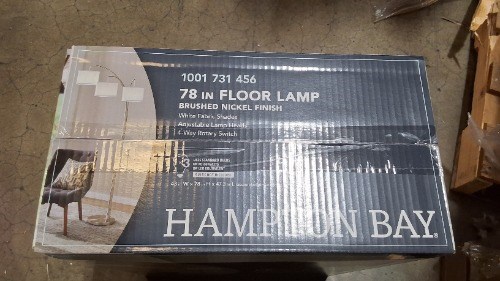 1001 731 456
78 IN FLOOR LAMP
BRUSHED NICKEL FINISH
White Fabric Shades
Adjustable Lamp Heads
4-Way Rotary Switch
HAMPTON BAY